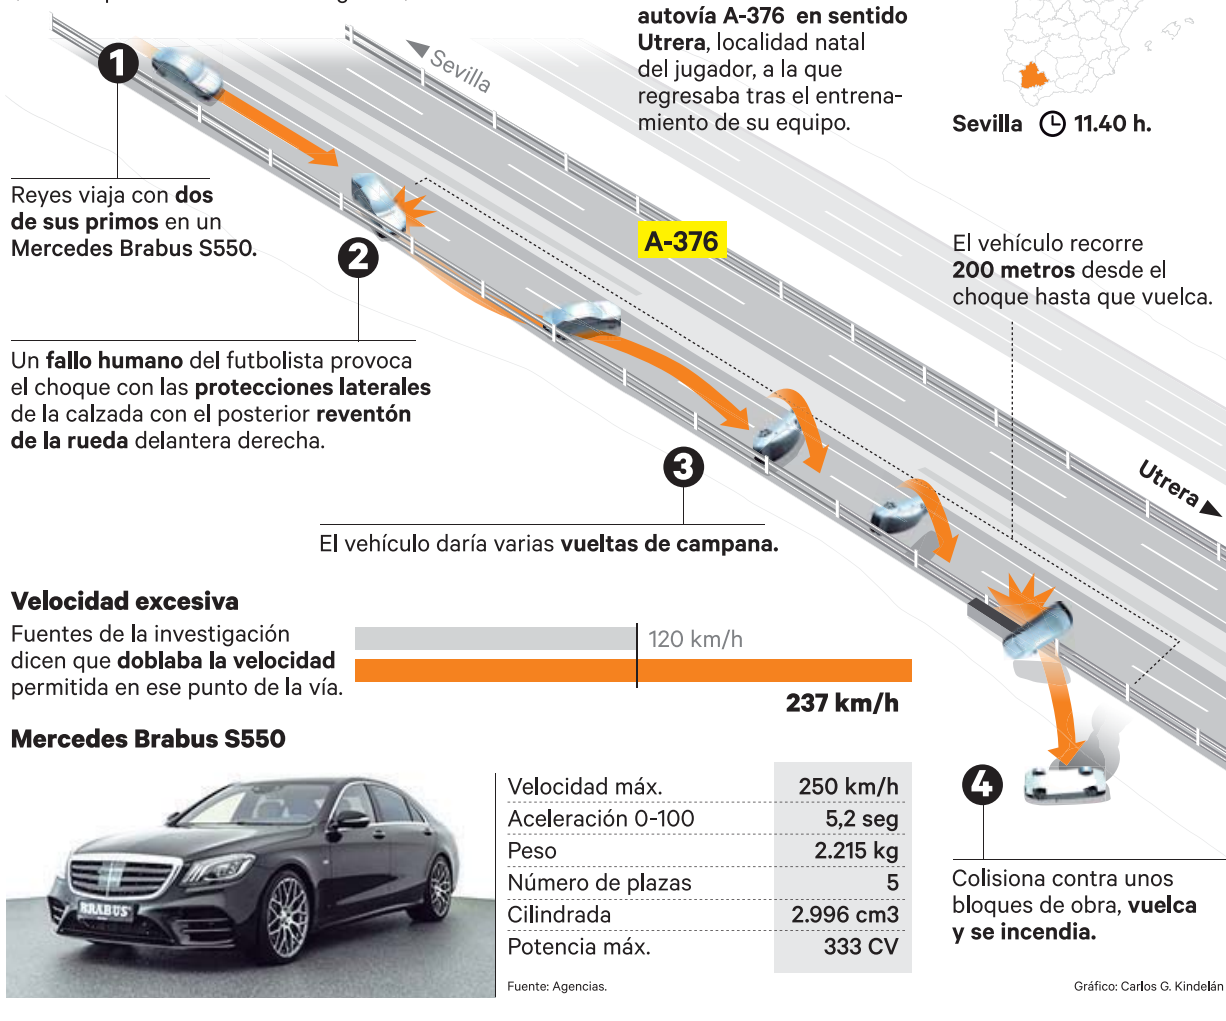 autovía A-376 en sentido
Utrera, localidad natal
del jugador, a la que
regresaba tras el entrena-
miento de su equipo.
Sevilla 11.40 h.
Sevilla
1
Reyes viaja con dos
de sus primos en un
Mercedes Brabus S550.
A-376
2
Un fallo humano del futbolista provoca
el choque con las protecciones laterales
de la calzada con el posterior reventón
de la rueda delantera derecha.
El vehículo recorre
200 metros desde el
choque hasta que vuelca.
3
El vehículo daría varias vueltas de campana.
Utrera
Velocidad excesiva
Fuentes de la investigación
dicen que doblaba la velocidad
permitida en ese punto de la vía.
120 km/h
237 km/h
4
Colisiona contra unos
bloques de obra, vuelca
y se incendia.
Mercedes Brabus S550
BRABUS
Velocidad máx. 250 km/h
Aceleración 0-100 5,2 seg
Peso 2.215 kg
Número de plazas 5
Cilindrada 2.996 cm3
Potencia máx. 333 CV
Fuente: Agencias.
Gráfico: Carlos G. Kindelán